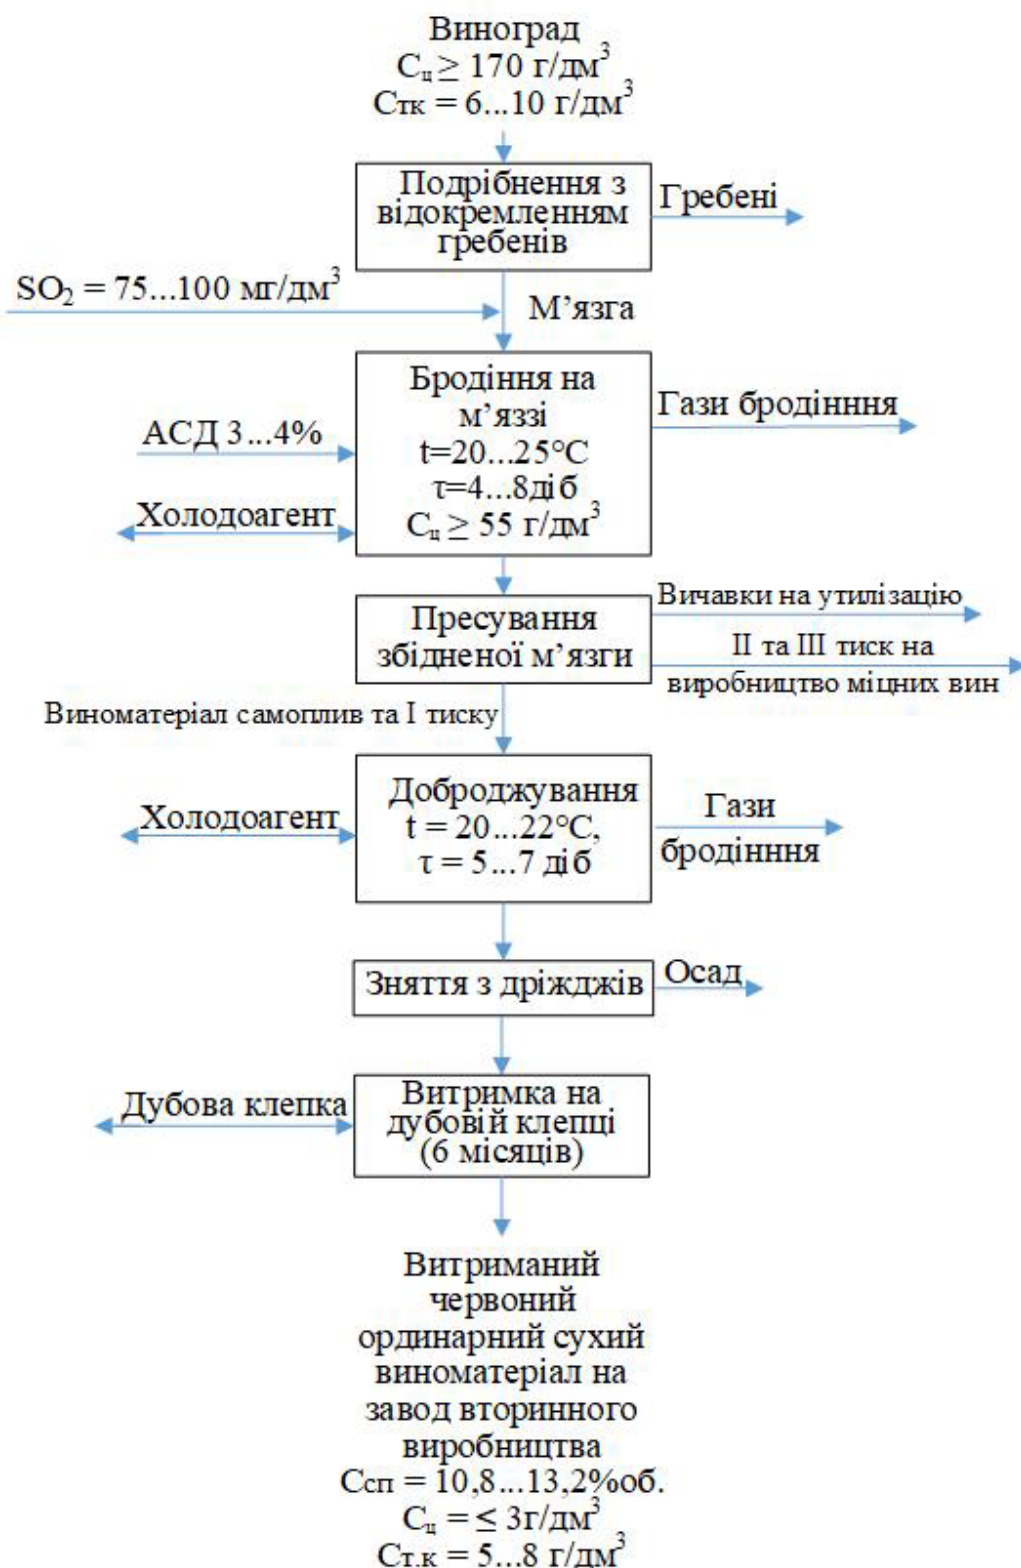 Виноград
Сц ≥ 170 г/дм³
Стк = 6...10 г/дм³
Подрібнення з
відокремленням
гребенів
Гребені
SO₂ = 75...100 мг/дм³
М’язга
Бродіння на
м’яззі
t=20...25°C
τ=4...8діб
Сц ≥ 55 г/дм³
Гази бродінння
АСД 3...4%
Холодоагент
Пресування
збідненої м’язги
Вичавки на утилізацію
II та III тиск на
виробництво міцних вин
Виноматеріал самоплив та I тиску
Доброджування
t = 20...22°C,
τ = 5...7 діб
Холодоагент
Гази
бродінння
Зняття з дріжджів
Осад
Витримка на
дубовій клепці
(6 місяців)
Дубова клепка
Витриманий
червоний
ординарний сухий
виноматеріал на
завод вторинного
виробництва
Ссп = 10,8...13,2%об.
Сц = ≤ 3г/дм³
Ст.к = 5...8 г/дм³